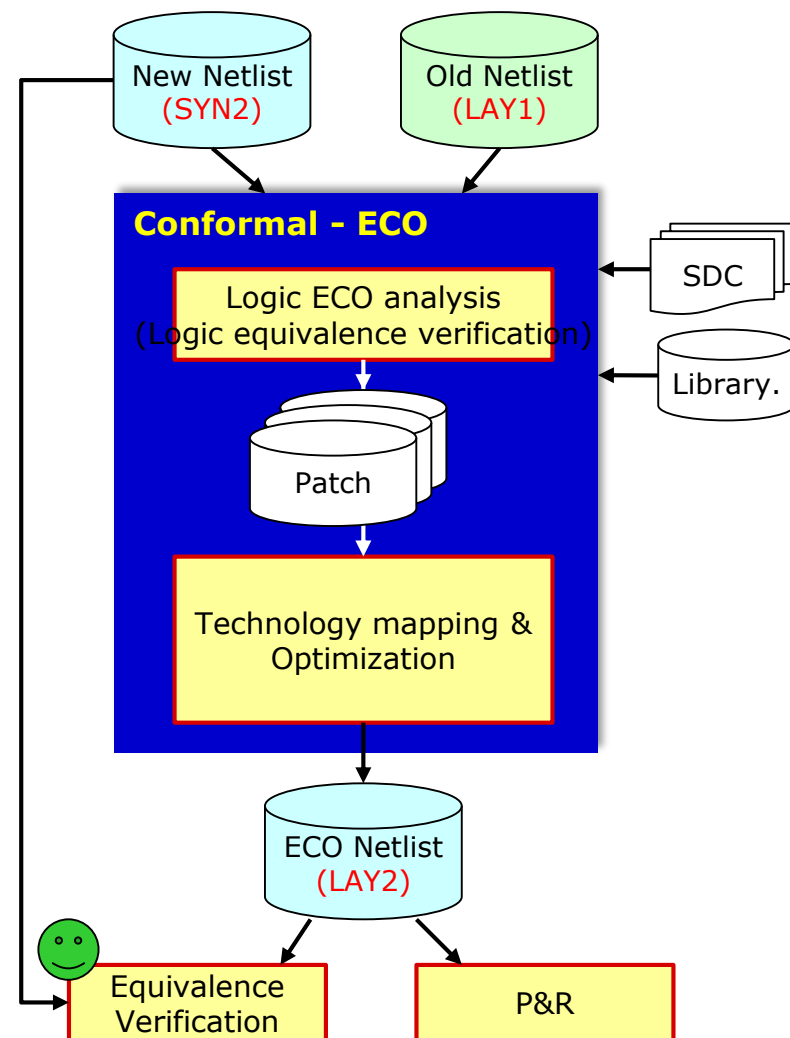 New Netlist
(SYN2)
Old Netlist
(LAY1)
Conformal - ECO
Logic ECO analysis
(Logic equivalence verification)
SDC
Library.
Patch
Technology mapping &
Optimization
ECO Netlist
(LAY2)
Equivalence
Verification
P&R